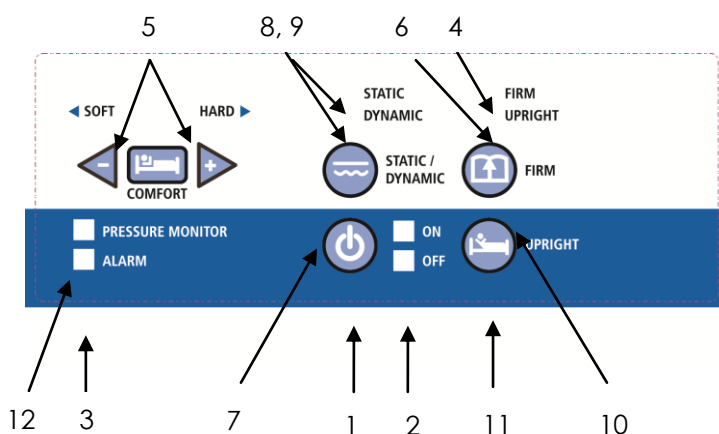 5 8, 9 6 4
STATIC FIRM
SOFT HARD DYNAMIC UPRIGHT
- + STATIC / DYNAMIC FIRM
COMFORT
PRESSURE MONITOR ON UPRIGHT
ALARM OFF
12 3 7 1 2 11 10